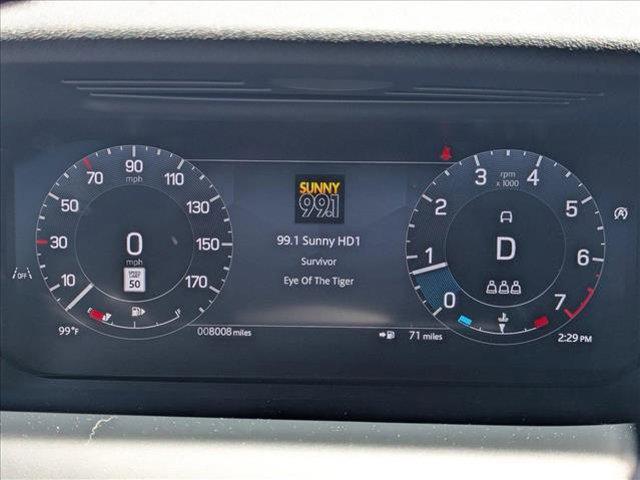 SUNNY
99.1
99.1 Sunny HD1
Survivor
Eye Of The Tiger
10
30
50
70
90
110
130
150
170
mph
0
mph
SPEED
LIMIT
50
OFF
99°F
008008 miles
71 miles
rpm
x 1000
0
1
2
3
4
5
6
7
D
2:29 PM